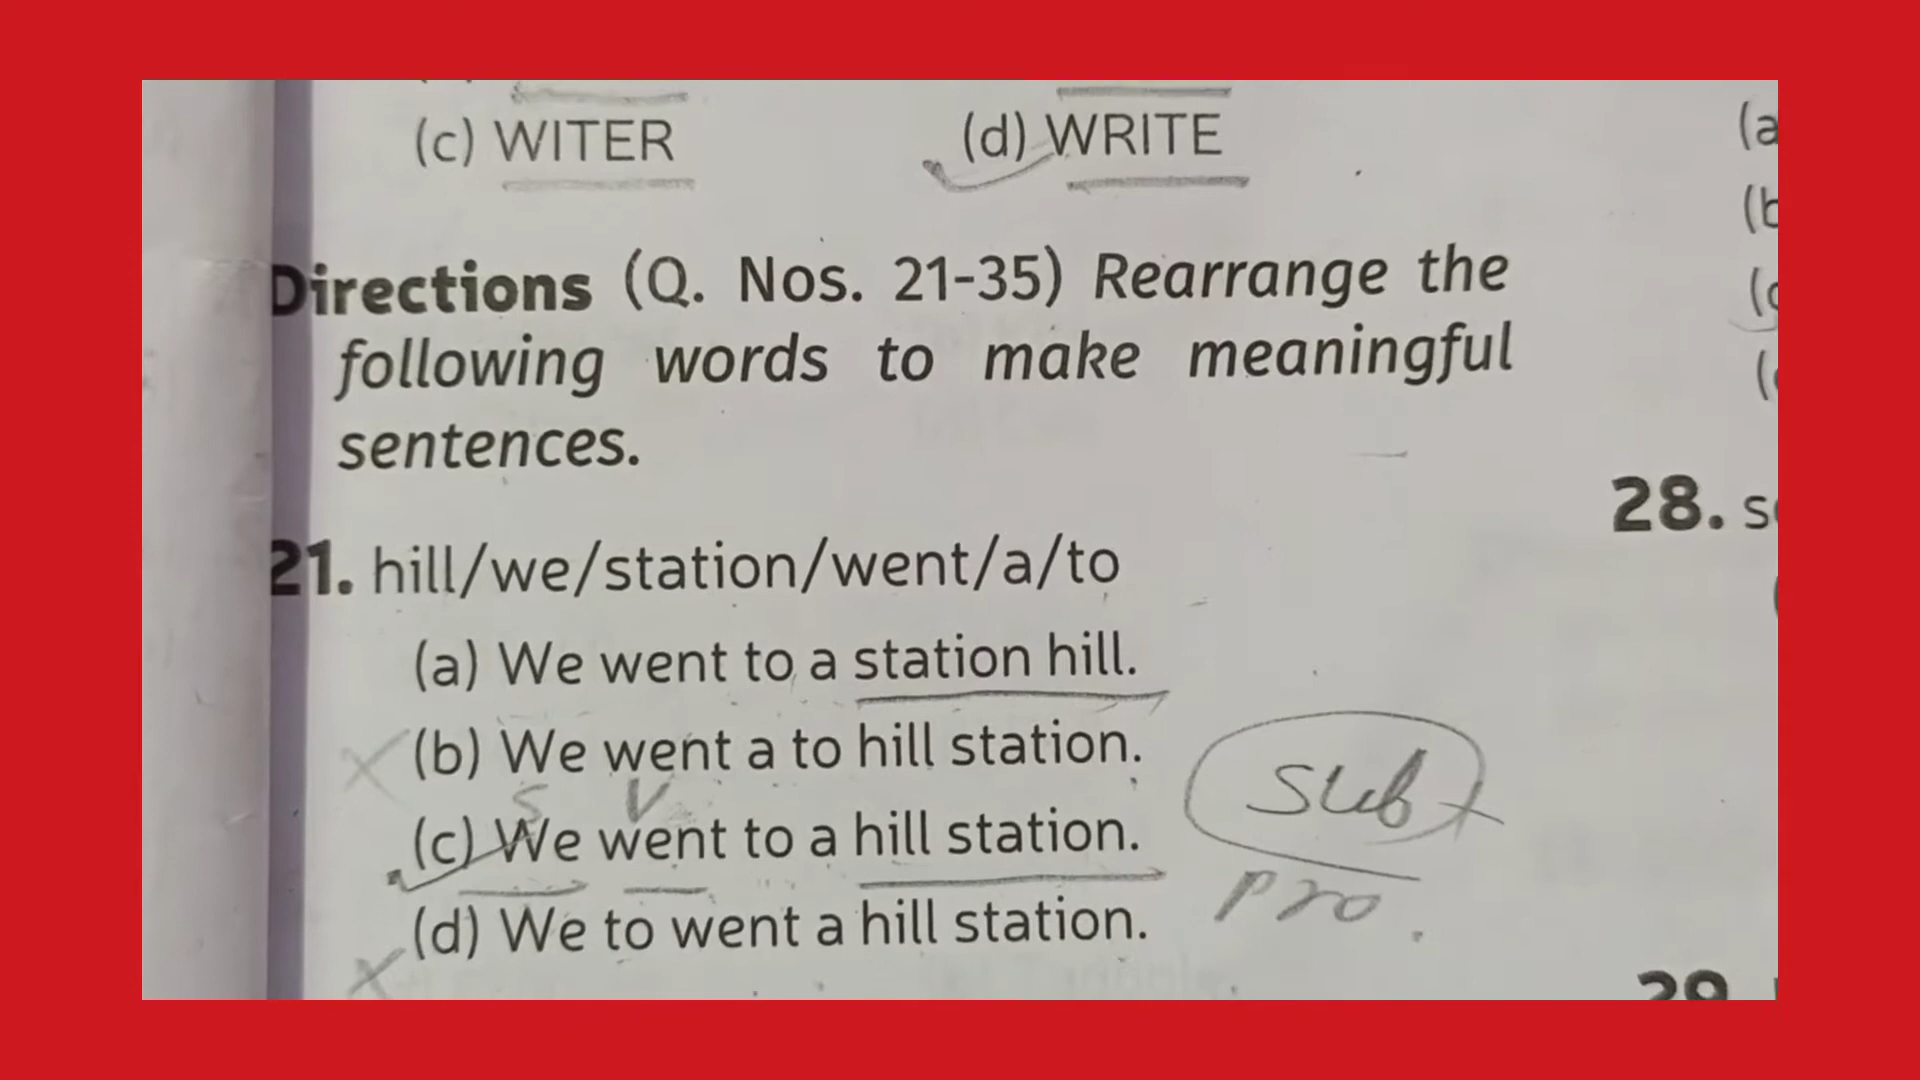 (c) WITER (d) WRITE
(a
(b
Directions (Q. Nos. 21-35) Rearrange the
following words to make meaningful
sentences.
28.
21. hill/we/station/went/a/to
(a) We went to a station hill.
(b) We went a to hill station.
S V
(c) We went to a hill station.
(d) We to went a hill station.
sub
pro.
29